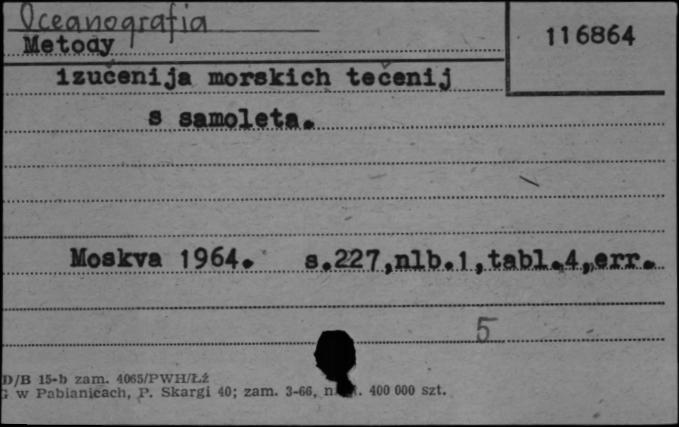 Oceanografia
116864
Metody
izučenija morskich tečenij
s samoleta.
Moskva 1964. s.227,nlb.1,tabl.4,err.
5
D/B 15-b zam. 4065/PWH/Łź
G w Pabianicach, P. Skargi 40; zam. 3-66, n . 400 000 szt.